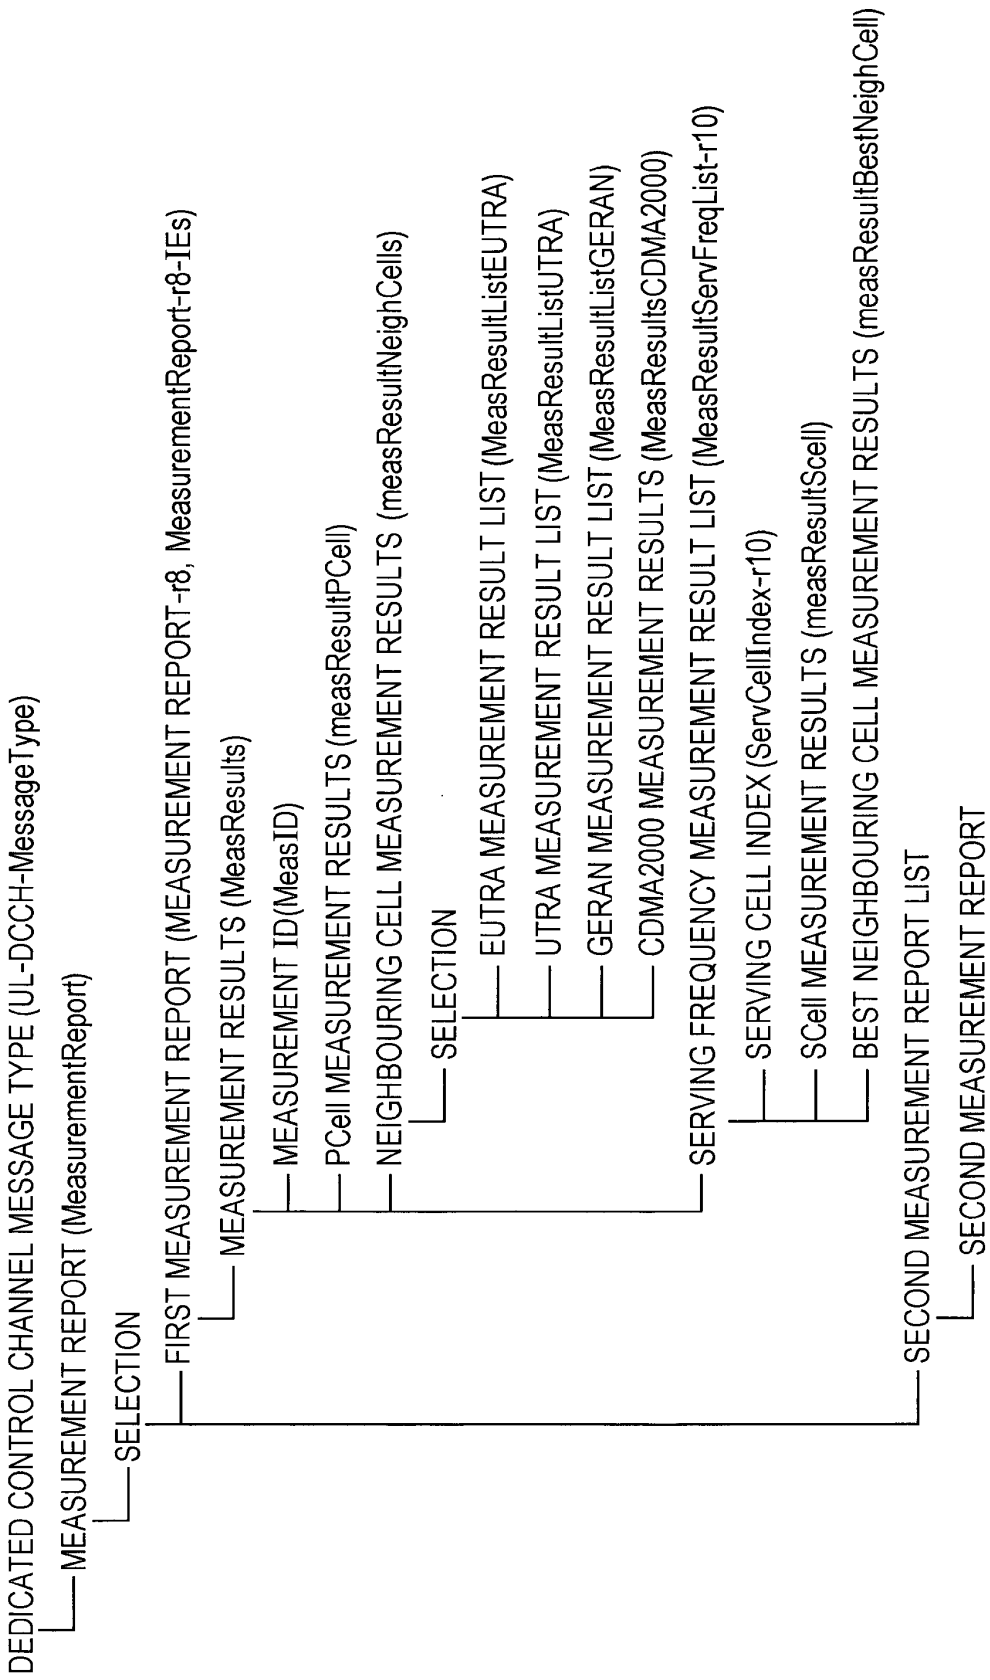 DEDICATED CONTROL CHANNEL MESSAGE TYPE (UL-DCCH-MessageType)
MEASUREMENT REPORT (MeasurementReport)
SELECTION
FIRST MEASUREMENT REPORT (MEASUREMENT REPORT-r8, MeasurementReport-r8-IEs)
MEASUREMENT RESULTS (MeasResults)
MEASUREMENT ID(MeasID)
PCell MEASUREMENT RESULTS (measResultPCell)
NEIGHBOURING CELL MEASUREMENT RESULTS (measResultNeighCells)
SELECTION
EUTRA MEASUREMENT RESULT LIST (MeasResultListEUTRA)
UTRA MEASUREMENT RESULT LIST (MeasResultListUTRA)
GERAN MEASUREMENT RESULT LIST (MeasResultListGERAN)
CDMA2000 MEASUREMENT RESULTS (MeasResultsCDMA2000)
SERVING FREQUENCY MEASUREMENT RESULT LIST (MeasResultServFreqList-r10)
SERVING CELL INDEX (ServCellIndex-r10)
SCell MEASUREMENT RESULTS (measResultScell)
BEST NEIGHBOURING CELL MEASUREMENT RESULTS (measResultBestNeighCell)
SECOND MEASUREMENT REPORT LIST
SECOND MEASUREMENT REPORT